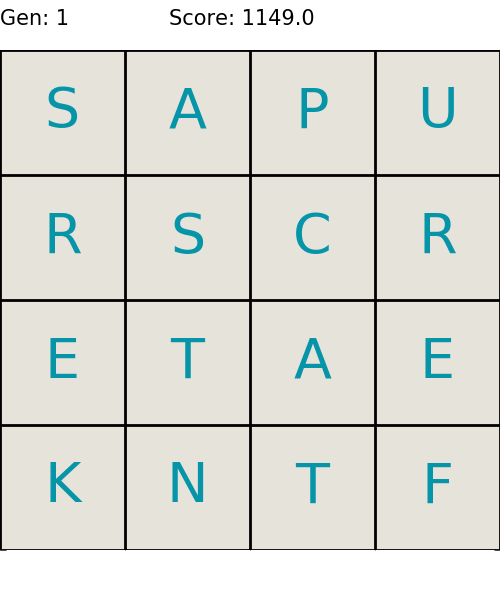 Gen: 1 Score: 1149.0
S A P U
R S C R
E T A E
K N T F